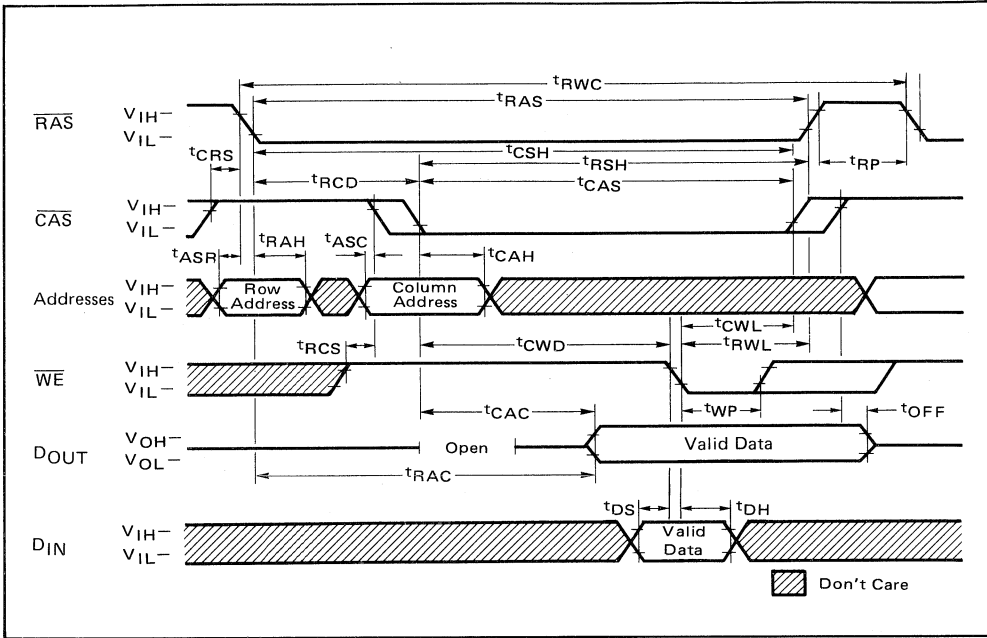 tRWC
tRAS
RAS VIH–
VIL–
tCRS tCSH
tRSH tRP
tRCD tCAS
CAS VIH–
VIL–
tASR tRAH tASC tCAH
Addresses VIH– Row Address Column Address
VIL–
tCWL
tRCS tCWD tRWL
WE VIH–
VIL–
tCAC tWP tOFF
DOUT VOH– Open Valid Data
VOL–
tRAC
tDS tDH
DIN VIH– Valid Data
VIL–
Don't Care